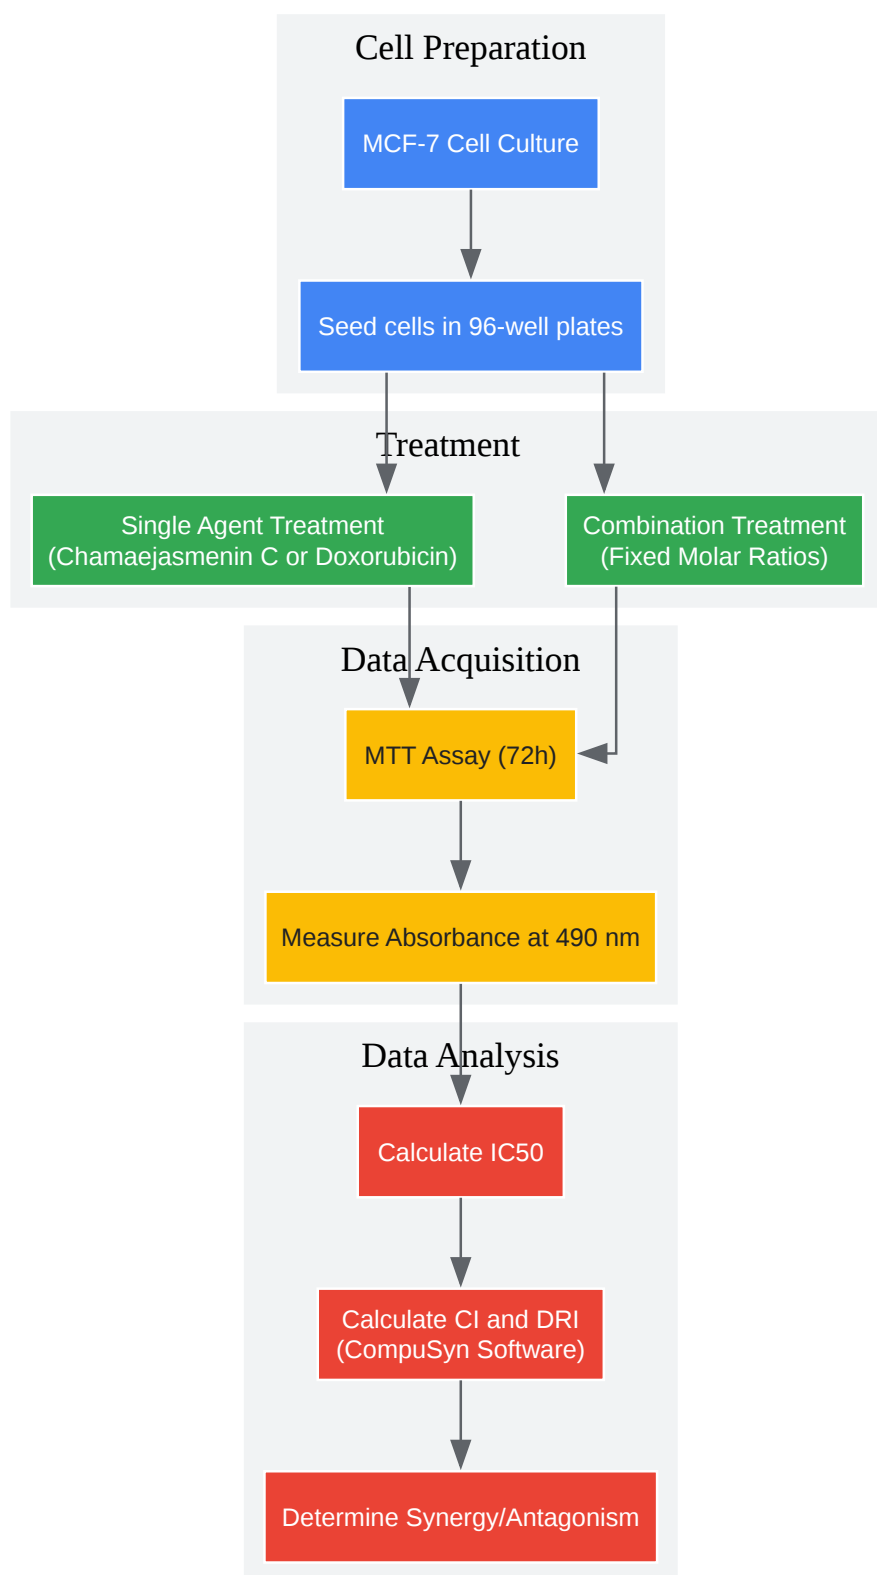 Cell Preparation
MCF-7 Cell Culture
Seed cells in 96-well plates
Treatment
Single Agent Treatment
(Chamaejasmenin C or Doxorubicin)
Combination Treatment
(Fixed Molar Ratios)
Data Acquisition
MTT Assay (72h)
Measure Absorbance at 490 nm
Data Analysis
Calculate IC50
Calculate CI and DRI
(CompuSyn Software)
Determine Synergy/Antagonism